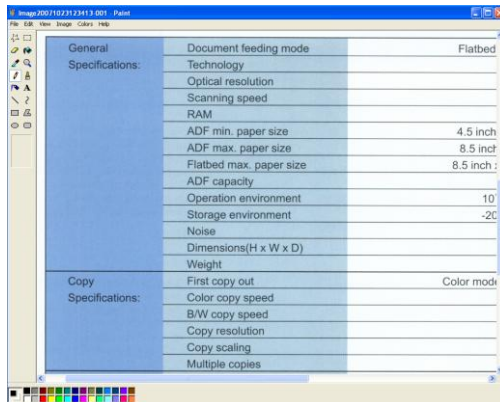 Image20071023123413-001 - Paint
File Edit View Image Colors Help
General Document feeding mode Flatbed
Specifications: Technology
Optical resolution
Scanning speed
RAM
ADF min. paper size 4.5 inch
ADF max. paper size 8.5 inch
Flatbed max. paper size 8.5 inch
ADF capacity
Operation environment 10
Storage environment -20
Noise
Dimensions(H x W x D)
Weight
Copy First copy out Color mode
Specifications: Color copy speed
B/W copy speed
Copy resolution
Copy scaling
Multiple copies